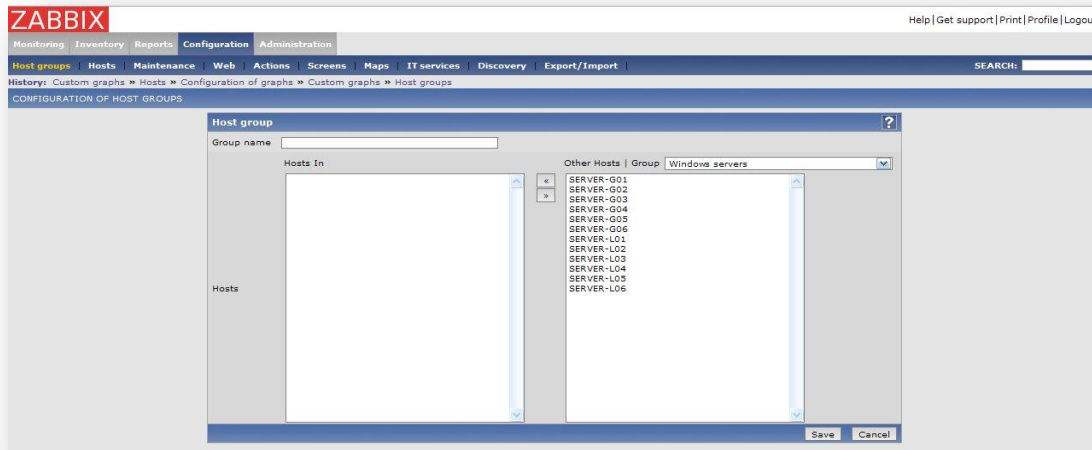 ZABBIX
Help|Get support|Print|Profile|Logou
Monitoring Inventory Reports Configuration Administration
Host groups | Hosts | Maintenance | Web | Actions | Screens | Maps | IT services | Discovery | Export/Import |
SEARCH:
History: Custom graphs » Hosts » Configuration of graphs » Custom graphs » Host groups
CONFIGURATION OF HOST GROUPS
Host group
?
Group name
Hosts In
Other Hosts | Group Windows servers
«
»
SERVER-G01
SERVER-G02
SERVER-G03
SERVER-G04
SERVER-G05
SERVER-G06
SERVER-L01
SERVER-L02
SERVER-L03
SERVER-L04
SERVER-L05
SERVER-L06
Hosts
Save Cancel